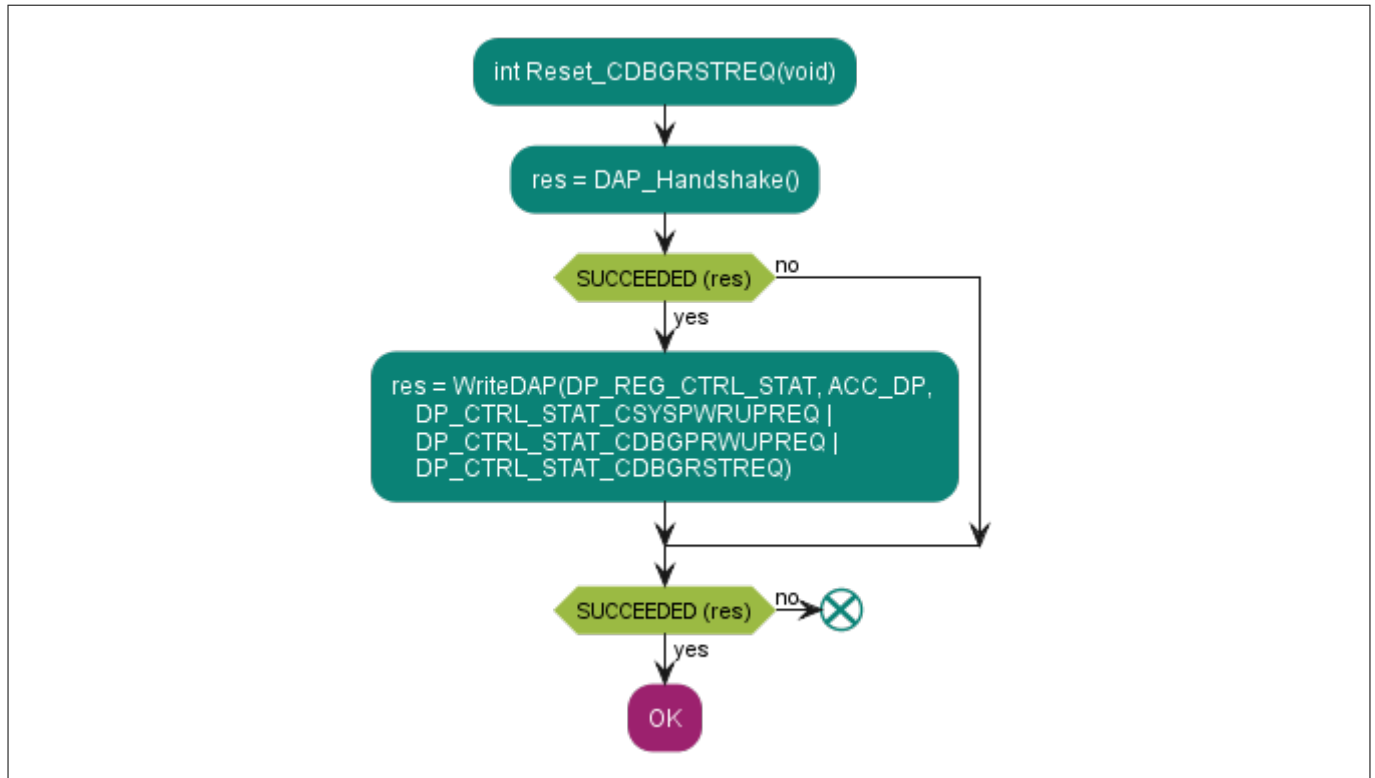 int Reset_CDBGRSTREQ(void)
res = DAP_Handshake()
SUCCEEDED (res)
no
yes
res = WriteDAP(DP_REG_CTRL_STAT, ACC_DP,
DP_CTRL_STAT_CSYSPWRUPREQ |
DP_CTRL_STAT_CDBGPRWUPREQ |
DP_CTRL_STAT_CDBGRSTREQ)
SUCCEEDED (res)
no
yes
OK